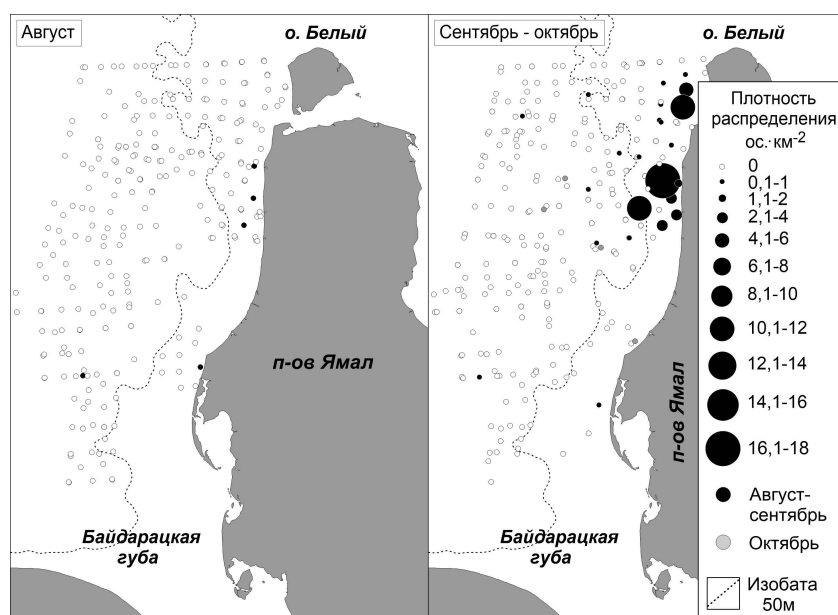 Август
о. Белый
п-ов Ямал
Байдарацкая
губа
Сентябрь - октябрь
о. Белый
п-ов Ямал
Байдарацкая
губа
Плотность
распределения
ос.·км-2
0
0,1-1
1,1-2
2,1-4
4,1-6
6,1-8
8,1-10
10,1-12
12,1-14
14,1-16
16,1-18
Август-
сентябрь
Октябрь
Изобата
50м